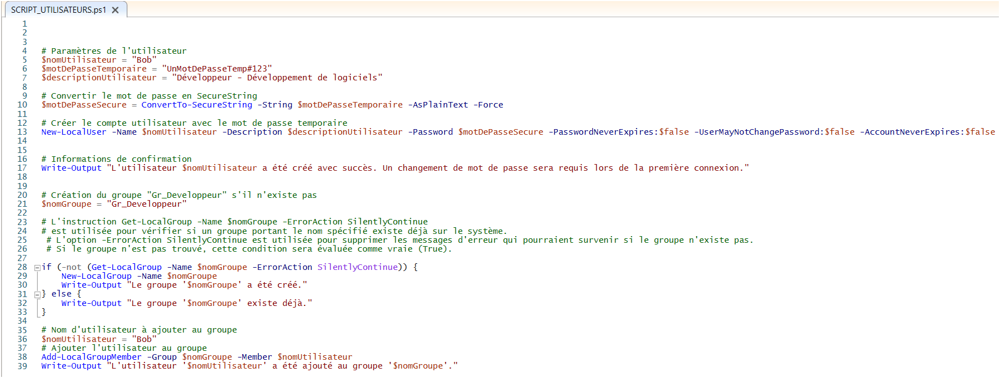 SCRIPT_UTILISATEURS.ps1 X
1
2
3
4 # Paramètres de l'utilisateur
5 $nomUtilisateur = "Bob"
6 $motDePasseTemporaire = "UnMotDePasseTemp#123"
7 $descriptionUtilisateur = "Développeur - Développement de logiciels"
8
9 # Convertir le mot de passe en SecureString
10 $motDePasseSecure = ConvertTo-SecureString -String $motDePasseTemporaire -AsPlainText -Force
11
12 # Créer le compte utilisateur avec le mot de passe temporaire
13 New-LocalUser -Name $nomUtilisateur -Description $descriptionUtilisateur -Password $motDePasseSecure -PasswordNeverExpires:$false -UserMayNotChangePassword:$false -AccountNeverExpires:$false
14
15
16 # Informations de confirmation
17 Write-Output "L'utilisateur $nomUtilisateur a été créé avec succès. Un changement de mot de passe sera requis lors de la première connexion."
18
19
20 # Création du groupe "Gr_Developpeur" s'il n'existe pas
21 $nomGroupe = "Gr_Developpeur"
22
23 # L'instruction Get-LocalGroup -Name $nomGroupe -ErrorAction SilentlyContinue
24 # est utilisée pour vérifier si un groupe portant le nom spécifié existe déjà sur le système.
25 # L'option -ErrorAction SilentlyContinue est utilisée pour supprimer les messages d'erreur qui pourraient survenir si le groupe n'existe pas.
26 # Si le groupe n'est pas trouvé, cette condition sera évaluée comme vraie (True).
27
28 if (-not (Get-LocalGroup -Name $nomGroupe -ErrorAction SilentlyContinue)) {
29 New-LocalGroup -Name $nomGroupe
30 Write-Output "Le groupe '$nomGroupe' a été créé."
31 } else {
32 Write-Output "Le groupe '$nomGroupe' existe déjà."
33 }
34
35 # Nom d'utilisateur à ajouter au groupe
36 $nomUtilisateur = "Bob"
37 # Ajouter l'utilisateur au groupe
38 Add-LocalGroupMember -Group $nomGroupe -Member $nomUtilisateur
39 Write-Output "L'utilisateur '$nomUtilisateur' a été ajouté au groupe '$nomGroupe'."